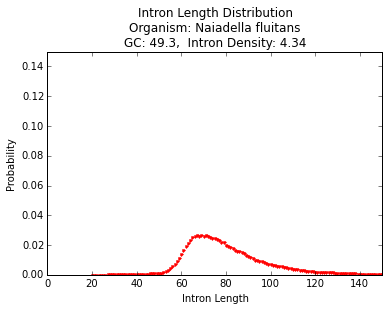 Intron Length Distribution
Organism: Naiadella fluitans
GC: 49.3,  Intron Density: 4.34
0.14
0.12
0.10
0.08
0.06
0.04
0.02
0.00
Probability
0 20 40 60 80 100 120 140
Intron Length